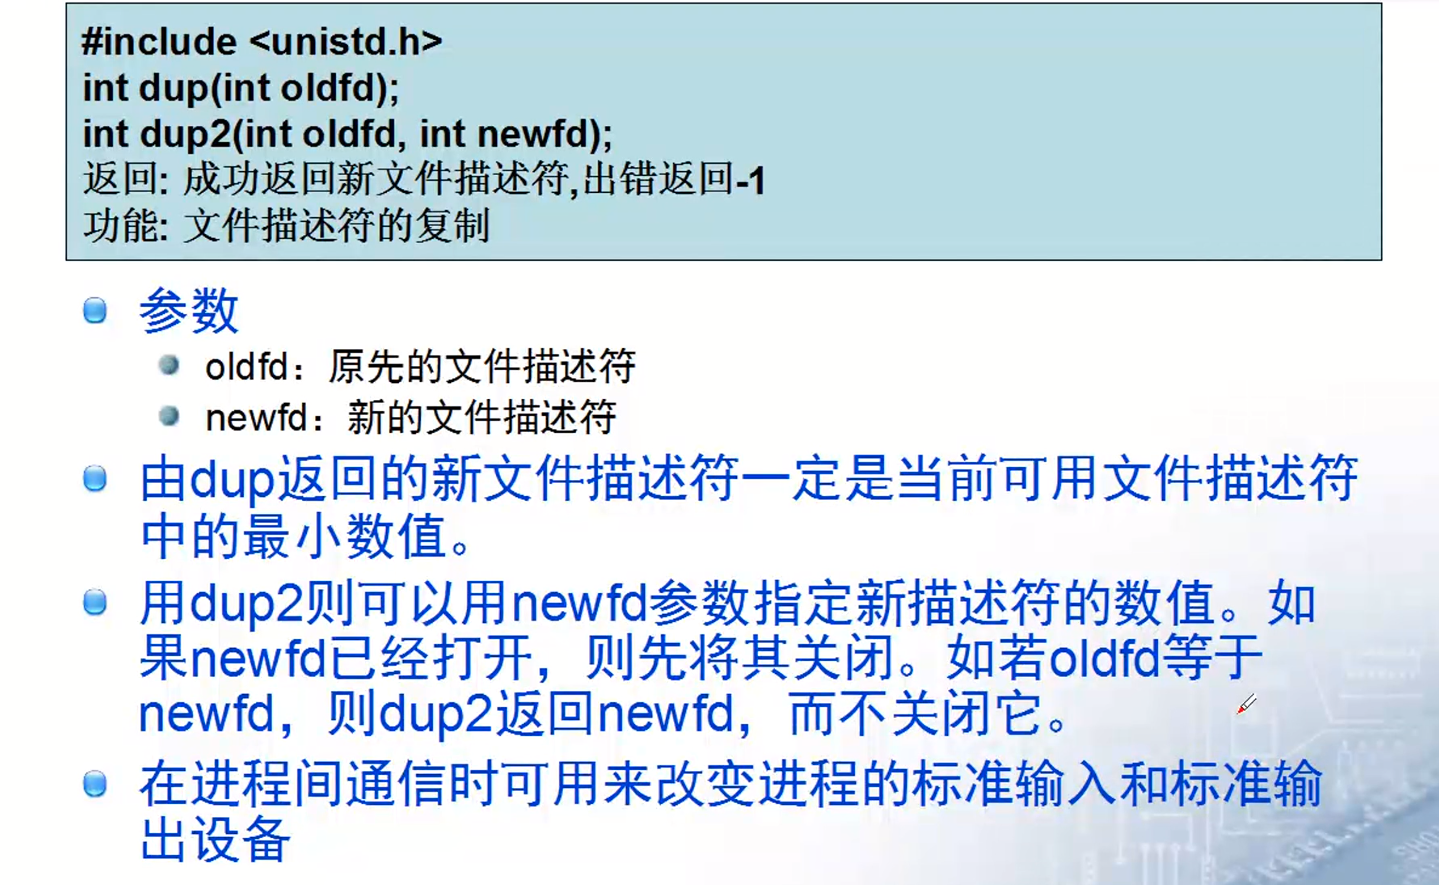 #include <unistd.h>
int dup(int oldfd);
int dup2(int oldfd, int newfd);
返回: 成功返回新文件描述符,出错返回-1
功能: 文件描述符的复制
参数
oldfd：原先的文件描述符
newfd：新的文件描述符
由dup返回的新文件描述符一定是当前可用文件描述符
中的最小数值。
用dup2则可以用newfd参数指定新描述符的数值。如
果newfd已经打开，则先将其关闭。如若oldfd等于
newfd，则dup2返回newfd，而不关闭它。
在进程间通信时可用来改变进程的标准输入和标准输
出设备